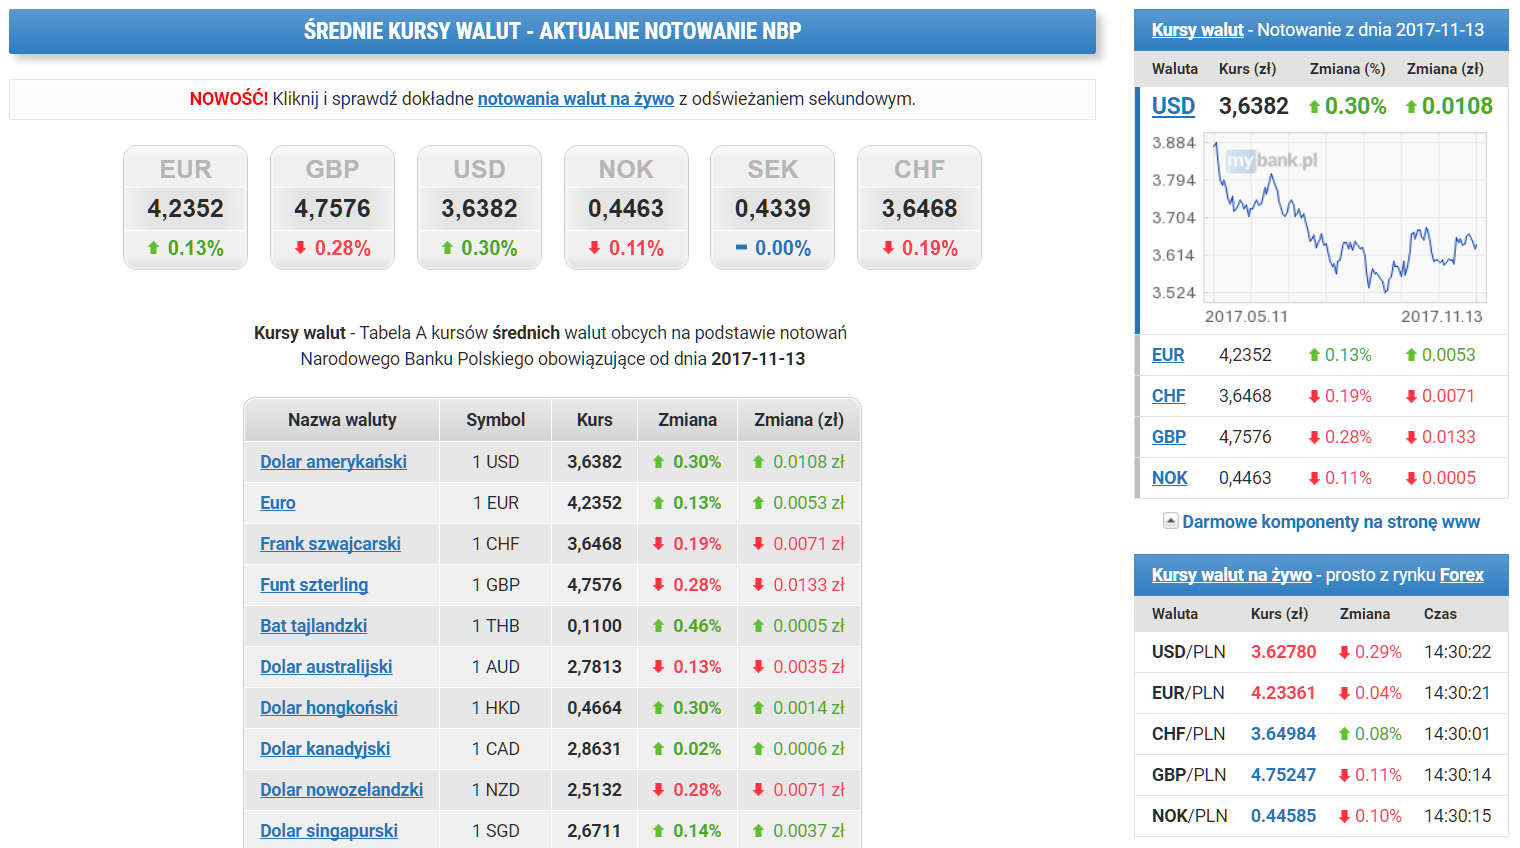 ŚREDNIE KURSY WALUT - AKTUALNE NOTOWANIE NBP
NOWOŚĆ! Kliknij i sprawdź dokładne notowania walut na żywo z odświeżaniem sekundowym.
EUR GBP USD NOK SEK CHF
4,2352 4,7576 3,6382 0,4463 0,4339 3,6468
0.13% 0.28% 0.30% 0.11% 0.00% 0.19%
Kursy walut - Tabela A kursów średnich walut obcych na podstawie notowań
Narodowego Banku Polskiego obowiązujące od dnia 2017-11-13
Nazwa waluty Symbol Kurs Zmiana Zmiana (zł)
Dolar amerykański 1 USD 3,6382 0.30% 0.0108 zł
Euro 1 EUR 4,2352 0.13% 0.0053 zł
Frank szwajcarski 1 CHF 3,6468 0.19% 0.0071 zł
Funt szterling 1 GBP 4,7576 0.28% 0.0133 zł
Bat tajlandzki 1 THB 0,1100 0.46% 0.0005 zł
Dolar australijski 1 AUD 2,7813 0.13% 0.0035 zł
Dolar hongkoński 1 HKD 0,4664 0.30% 0.0014 zł
Dolar kanadyjski 1 CAD 2,8631 0.02% 0.0006 zł
Dolar nowozelandzki 1 NZD 2,5132 0.28% 0.0071 zł
Dolar singapurski 1 SGD 2,6711 0.14% 0.0037 zł
Kursy walut - Notowanie z dnia 2017-11-13
Waluta Kurs (zł) Zmiana (%) Zmiana (zł)
USD 3,6382 0.30% 0.0108
3.884
mybank.pl
3.794
3.704
3.614
3.524
2017.05.11 2017.11.13
EUR 4,2352 0.13% 0.0053
CHF 3,6468 0.19% 0.0071
GBP 4,7576 0.28% 0.0133
NOK 0,4463 0.11% 0.0005
Darmowe komponenty na stronę www
Kursy walut na żywo - prosto z rynku Forex
Waluta Kurs (zł) Zmiana Czas
USD/PLN 3.62780 0.29% 14:30:22
EUR/PLN 4.23361 0.04% 14:30:21
CHF/PLN 3.64984 0.08% 14:30:01
GBP/PLN 4.75247 0.11% 14:30:14
NOK/PLN 0.44585 0.10% 14:30:15